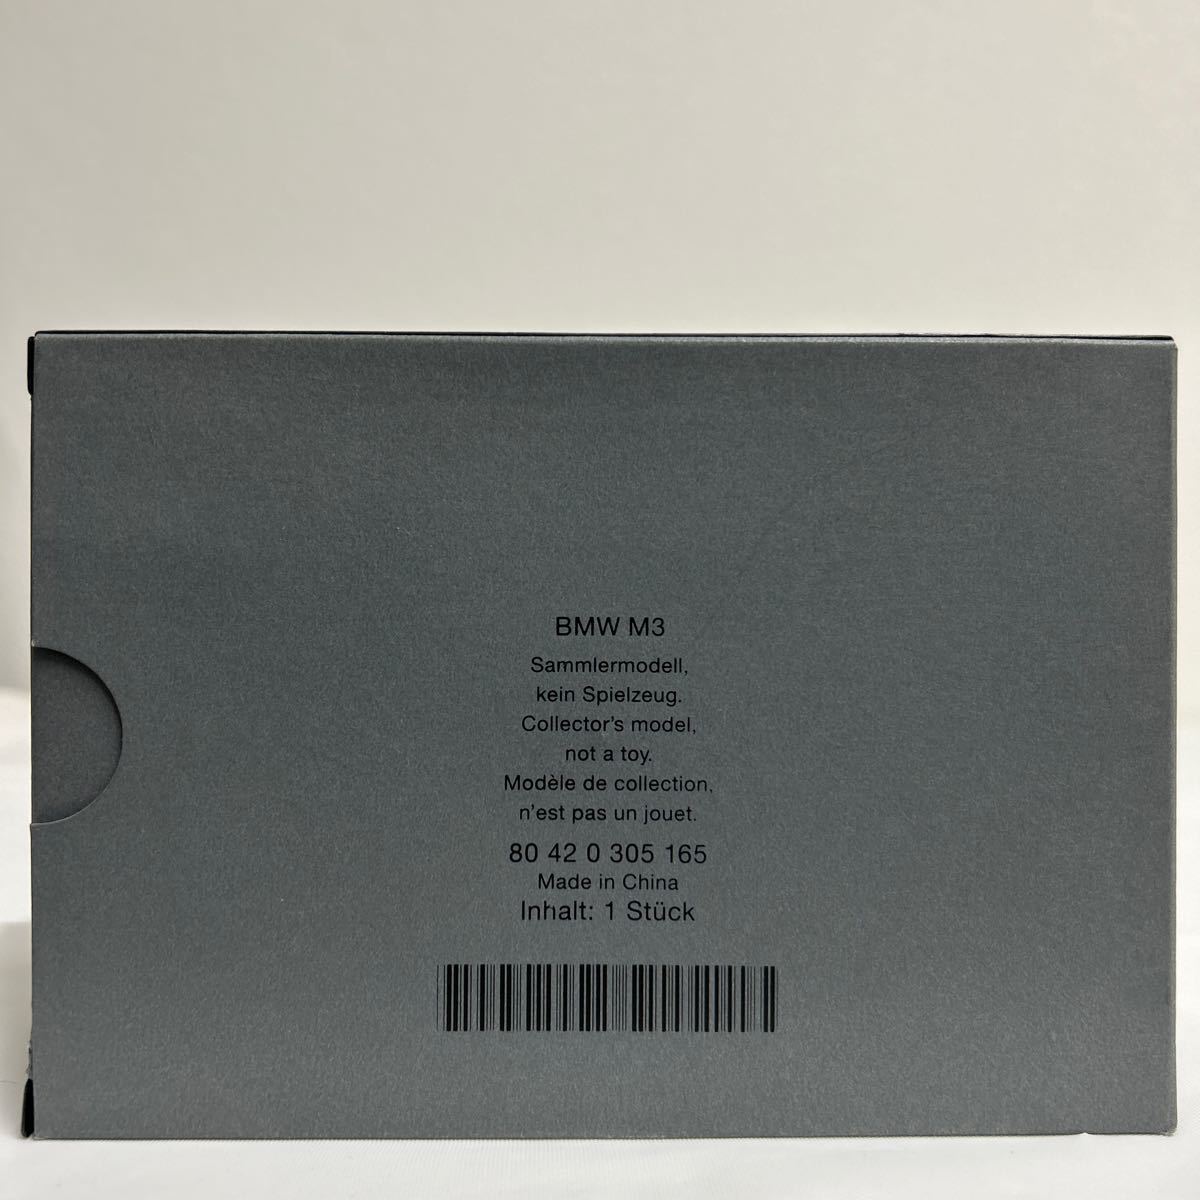 BMW M3
Sammlermodell,
kein Spielzeug.
Collector's model,
not a toy.
Modèle de collection,
n'est pas un jouet.
80 42 0 305 165
Made in China
Inhalt: 1 Stück